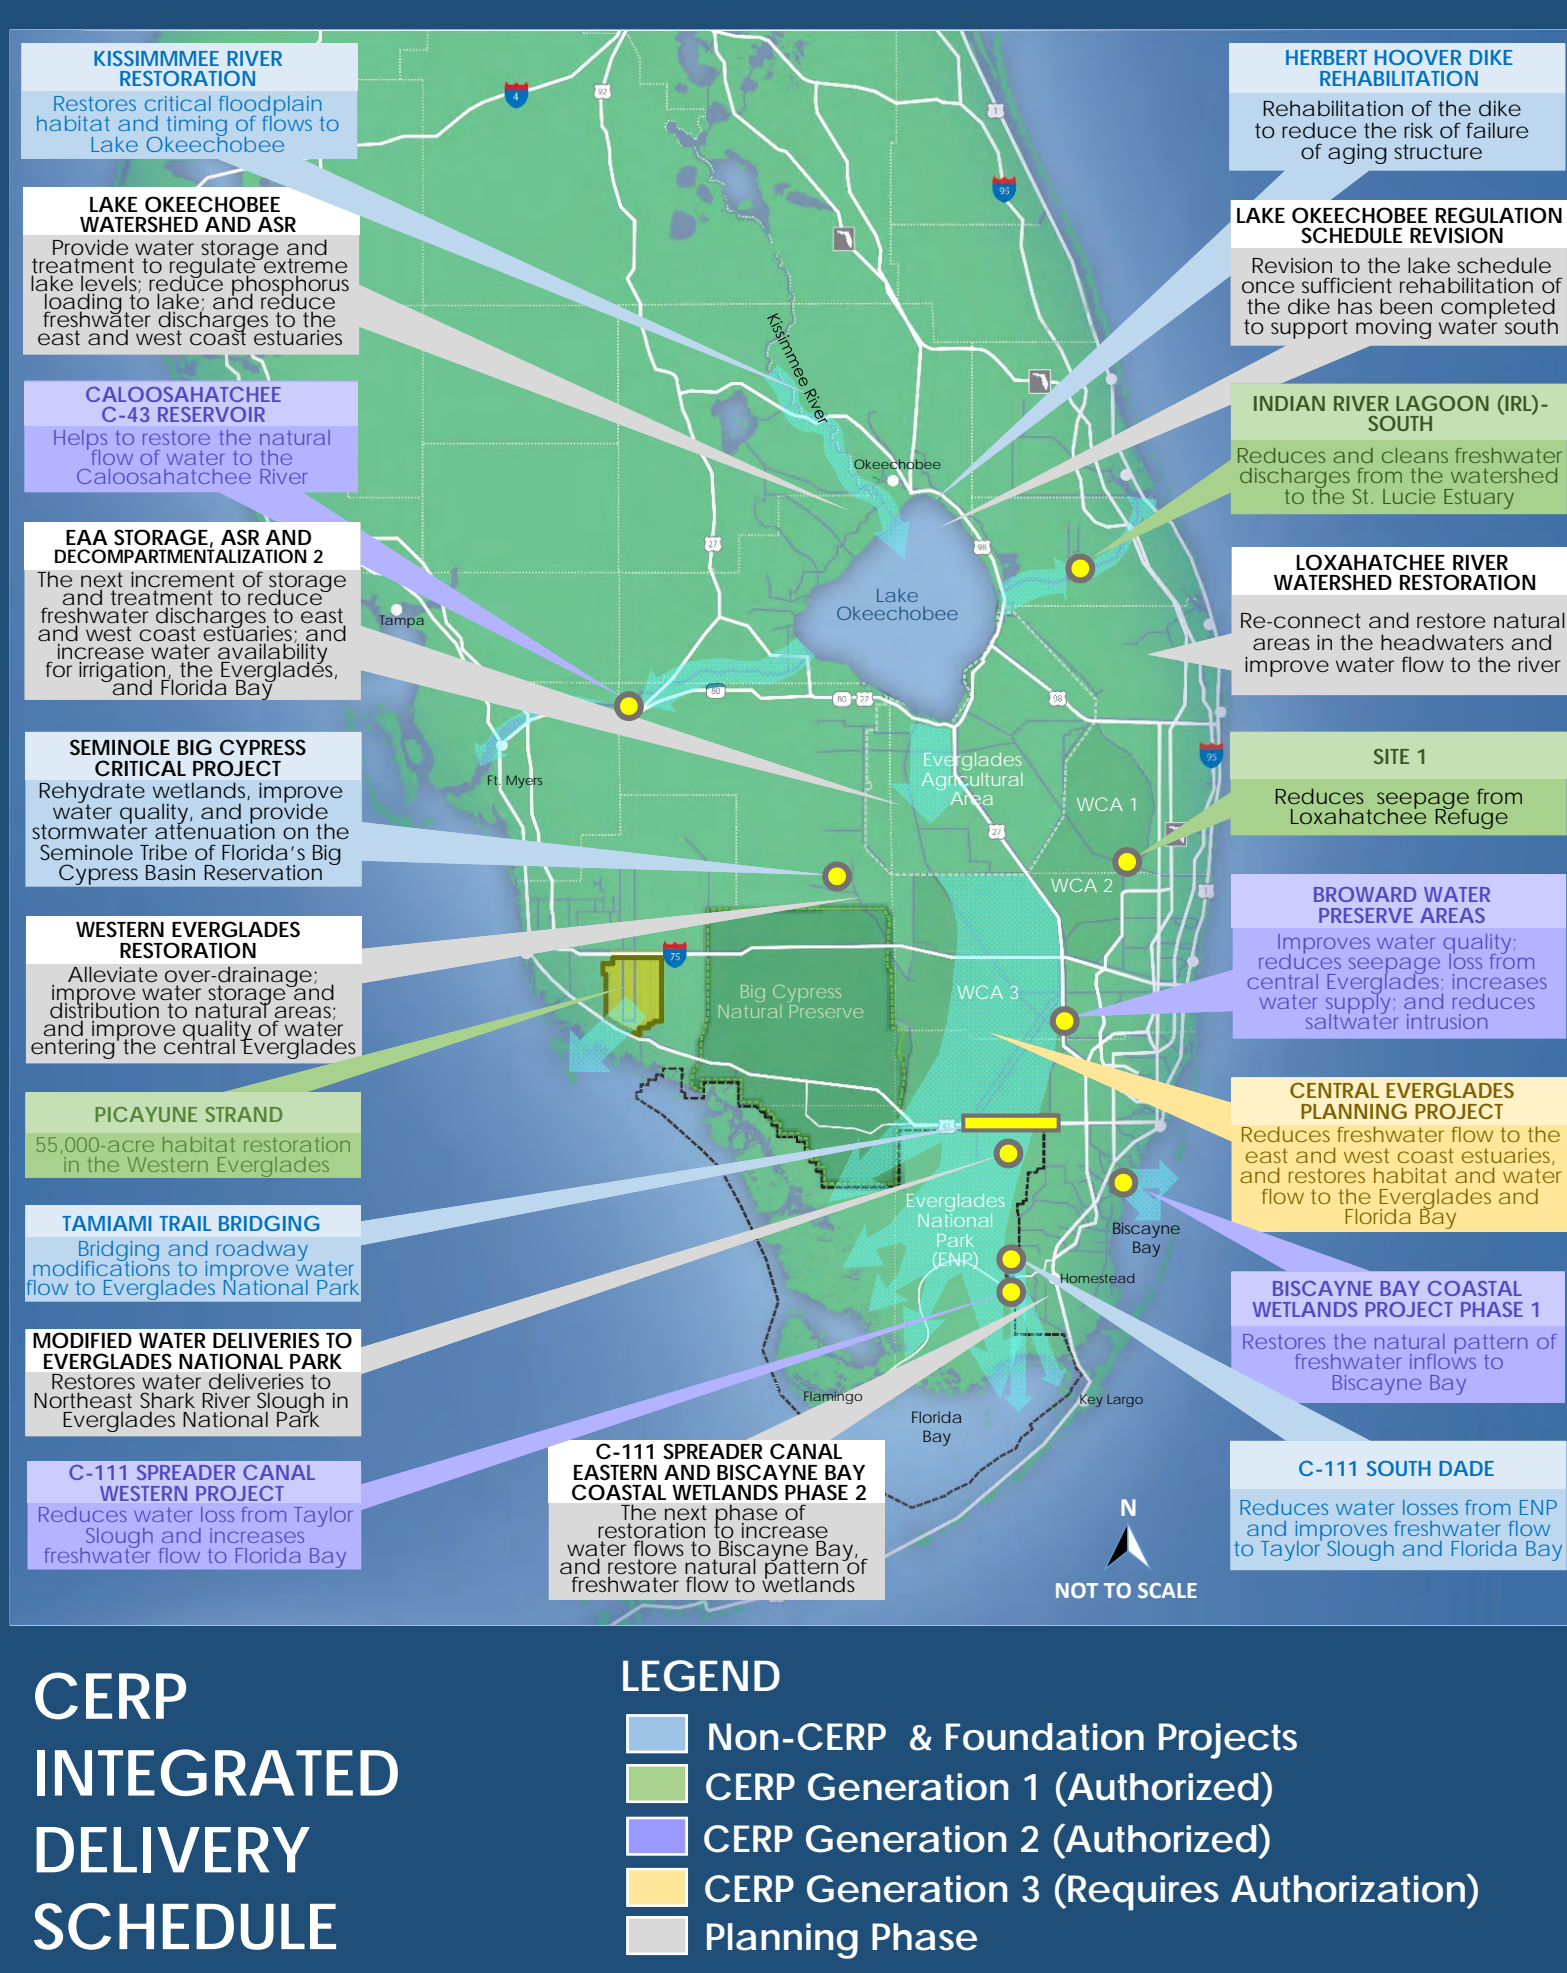 KISSIMMMEE RIVER
RESTORATION
Restores critical floodplain
habitat and timing of flows to
Lake Okeechobee
LAKE OKEECHOBEE
WATERSHED AND ASR
Provide water storage and
treatment to regulate extreme
lake levels; reduce phosphorus
loading to lake; and reduce
freshwater discharges to the
east and west coast estuaries
CALOOSAHATCHEE
C-43 RESERVOIR
Helps to restore the natural
flow of water to the
Caloosahatchee River
EAA STORAGE, ASR AND
DECOMPARTMENTALIZATION 2
The next increment of storage
and treatment to reduce
freshwater discharges to east
and west coast estuaries; and
increase water availability
for irrigation, the Everglades,
and Florida Bay
SEMINOLE BIG CYPRESS
CRITICAL PROJECT
Rehydrate wetlands, improve
water quality, and provide
stormwater attenuation on the
Seminole Tribe of Florida's Big
Cypress Basin Reservation
WESTERN EVERGLADES
RESTORATION
Alleviate over-drainage;
improve water storage and
distribution to natural areas;
and improve quality of water
entering the central Everglades
PICAYUNE STRAND
55,000-acre habitat restoration
in the Western Everglades
TAMIAMI TRAIL BRIDGING
Bridging and roadway
modifications to improve water
flow to Everglades National Park
MODIFIED WATER DELIVERIES TO
EVERGLADES NATIONAL PARK
Restores water deliveries to
Northeast Shark River Slough in
Everglades National Park
C-111 SPREADER CANAL
WESTERN PROJECT
Reduces water loss from Taylor
Slough and increases
freshwater flow to Florida Bay
4
92
1
95
Kissimmee River
Okeechobee
27
98
Lake
Okeechobee
Tampa
80
80
27
98
95
Ft. Myers
Everglades
Agricultural
Area
WCA 1
27
WCA 2
1
75
Big Cypress
Natural Preserve
WCA 3
41
Everglades
National
Park
(ENP)
Biscayne
Bay
Homestead
Flamingo
Florida
Bay
Key Largo
C-111 SPREADER CANAL
EASTERN AND BISCAYNE BAY
COASTAL WETLANDS PHASE 2
The next phase of
restoration to increase
water flows to Biscayne Bay,
and restore natural pattern of
freshwater flow to wetlands
N
NOT TO SCALE
HERBERT HOOVER DIKE
REHABILITATION
Rehabilitation of the dike
to reduce the risk of failure
of aging structure
LAKE OKEECHOBEE REGULATION
SCHEDULE REVISION
Revision to the lake schedule
once sufficient rehabilitation of
the dike has been completed
to support moving water south
INDIAN RIVER LAGOON (IRL)-
SOUTH
Reduces and cleans freshwater
discharges from the watershed
to the St. Lucie Estuary
LOXAHATCHEE RIVER
WATERSHED RESTORATION
Re-connect and restore natural
areas in the headwaters and
improve water flow to the river
SITE 1
Reduces seepage from
Loxahatchee Refuge
BROWARD WATER
PRESERVE AREAS
Improves water quality;
reduces seepage loss from
central Everglades; increases
water supply; and reduces
saltwater intrusion
CENTRAL EVERGLADES
PLANNING PROJECT
Reduces freshwater flow to the
east and west coast estuaries,
and restores habitat and water
flow to the Everglades and
Florida Bay
BISCAYNE BAY COASTAL
WETLANDS PROJECT PHASE 1
Restores the natural pattern of
freshwater inflows to
Biscayne Bay
C-111 SOUTH DADE
Reduces water losses from ENP
and improves freshwater flow
to Taylor Slough and Florida Bay
CERP
INTEGRATED
DELIVERY
SCHEDULE
LEGEND
Non-CERP & Foundation Projects
CERP Generation 1 (Authorized)
CERP Generation 2 (Authorized)
CERP Generation 3 (Requires Authorization)
Planning Phase